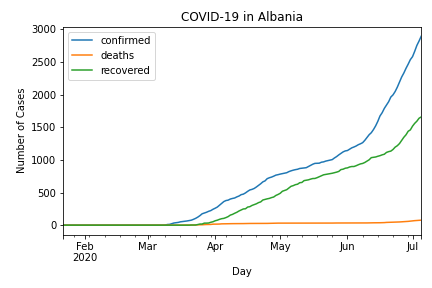 COVID-19 in Albania
confirmed
deaths
recovered
Number of Cases
3000
2500
2000
1500
1000
500
0
Feb
2020
Mar
Apr
May
Jun
Jul
Day